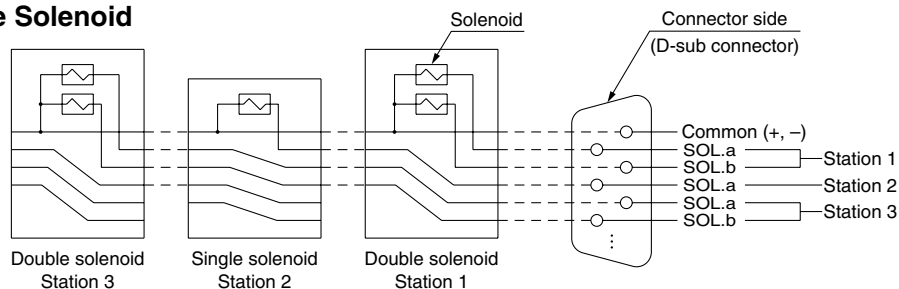 e Solenoid
Solenoid
Connector side
(D-sub connector)
Common (+, –)
SOL.a
SOL.b
Station 1
SOL.a
Station 2
SOL.a
SOL.b
Station 3
Double solenoid
Station 3
Single solenoid
Station 2
Double solenoid
Station 1